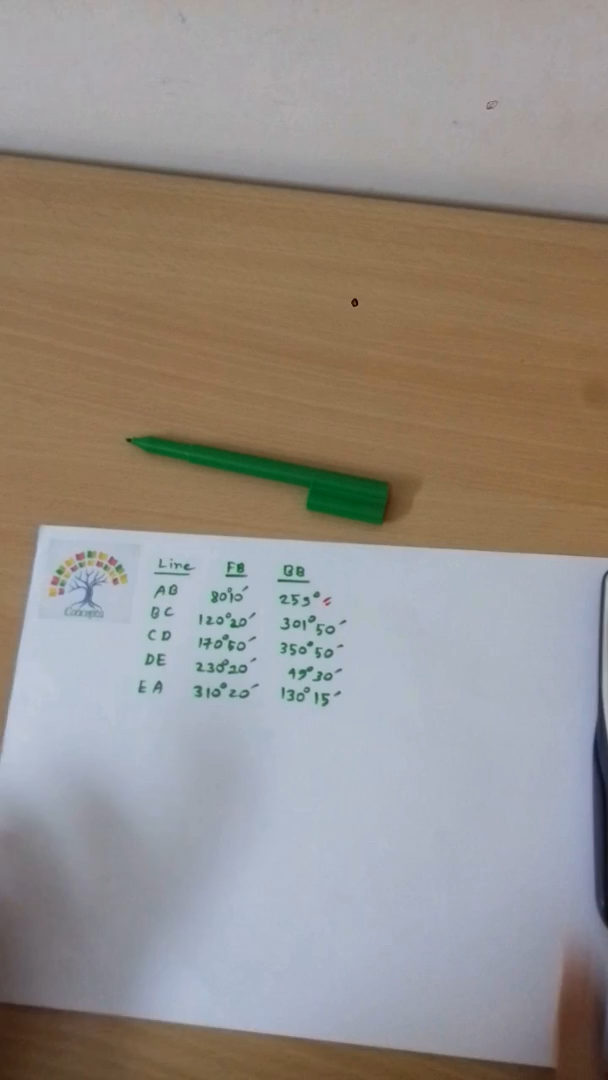 Line FB BB
AB 80°10′ 259°
BC 120°20′ 301°50′
CD 170°50′ 350°50′
DE 230°20′ 49°30′
EA 310°20′ 130°15′
Concepts